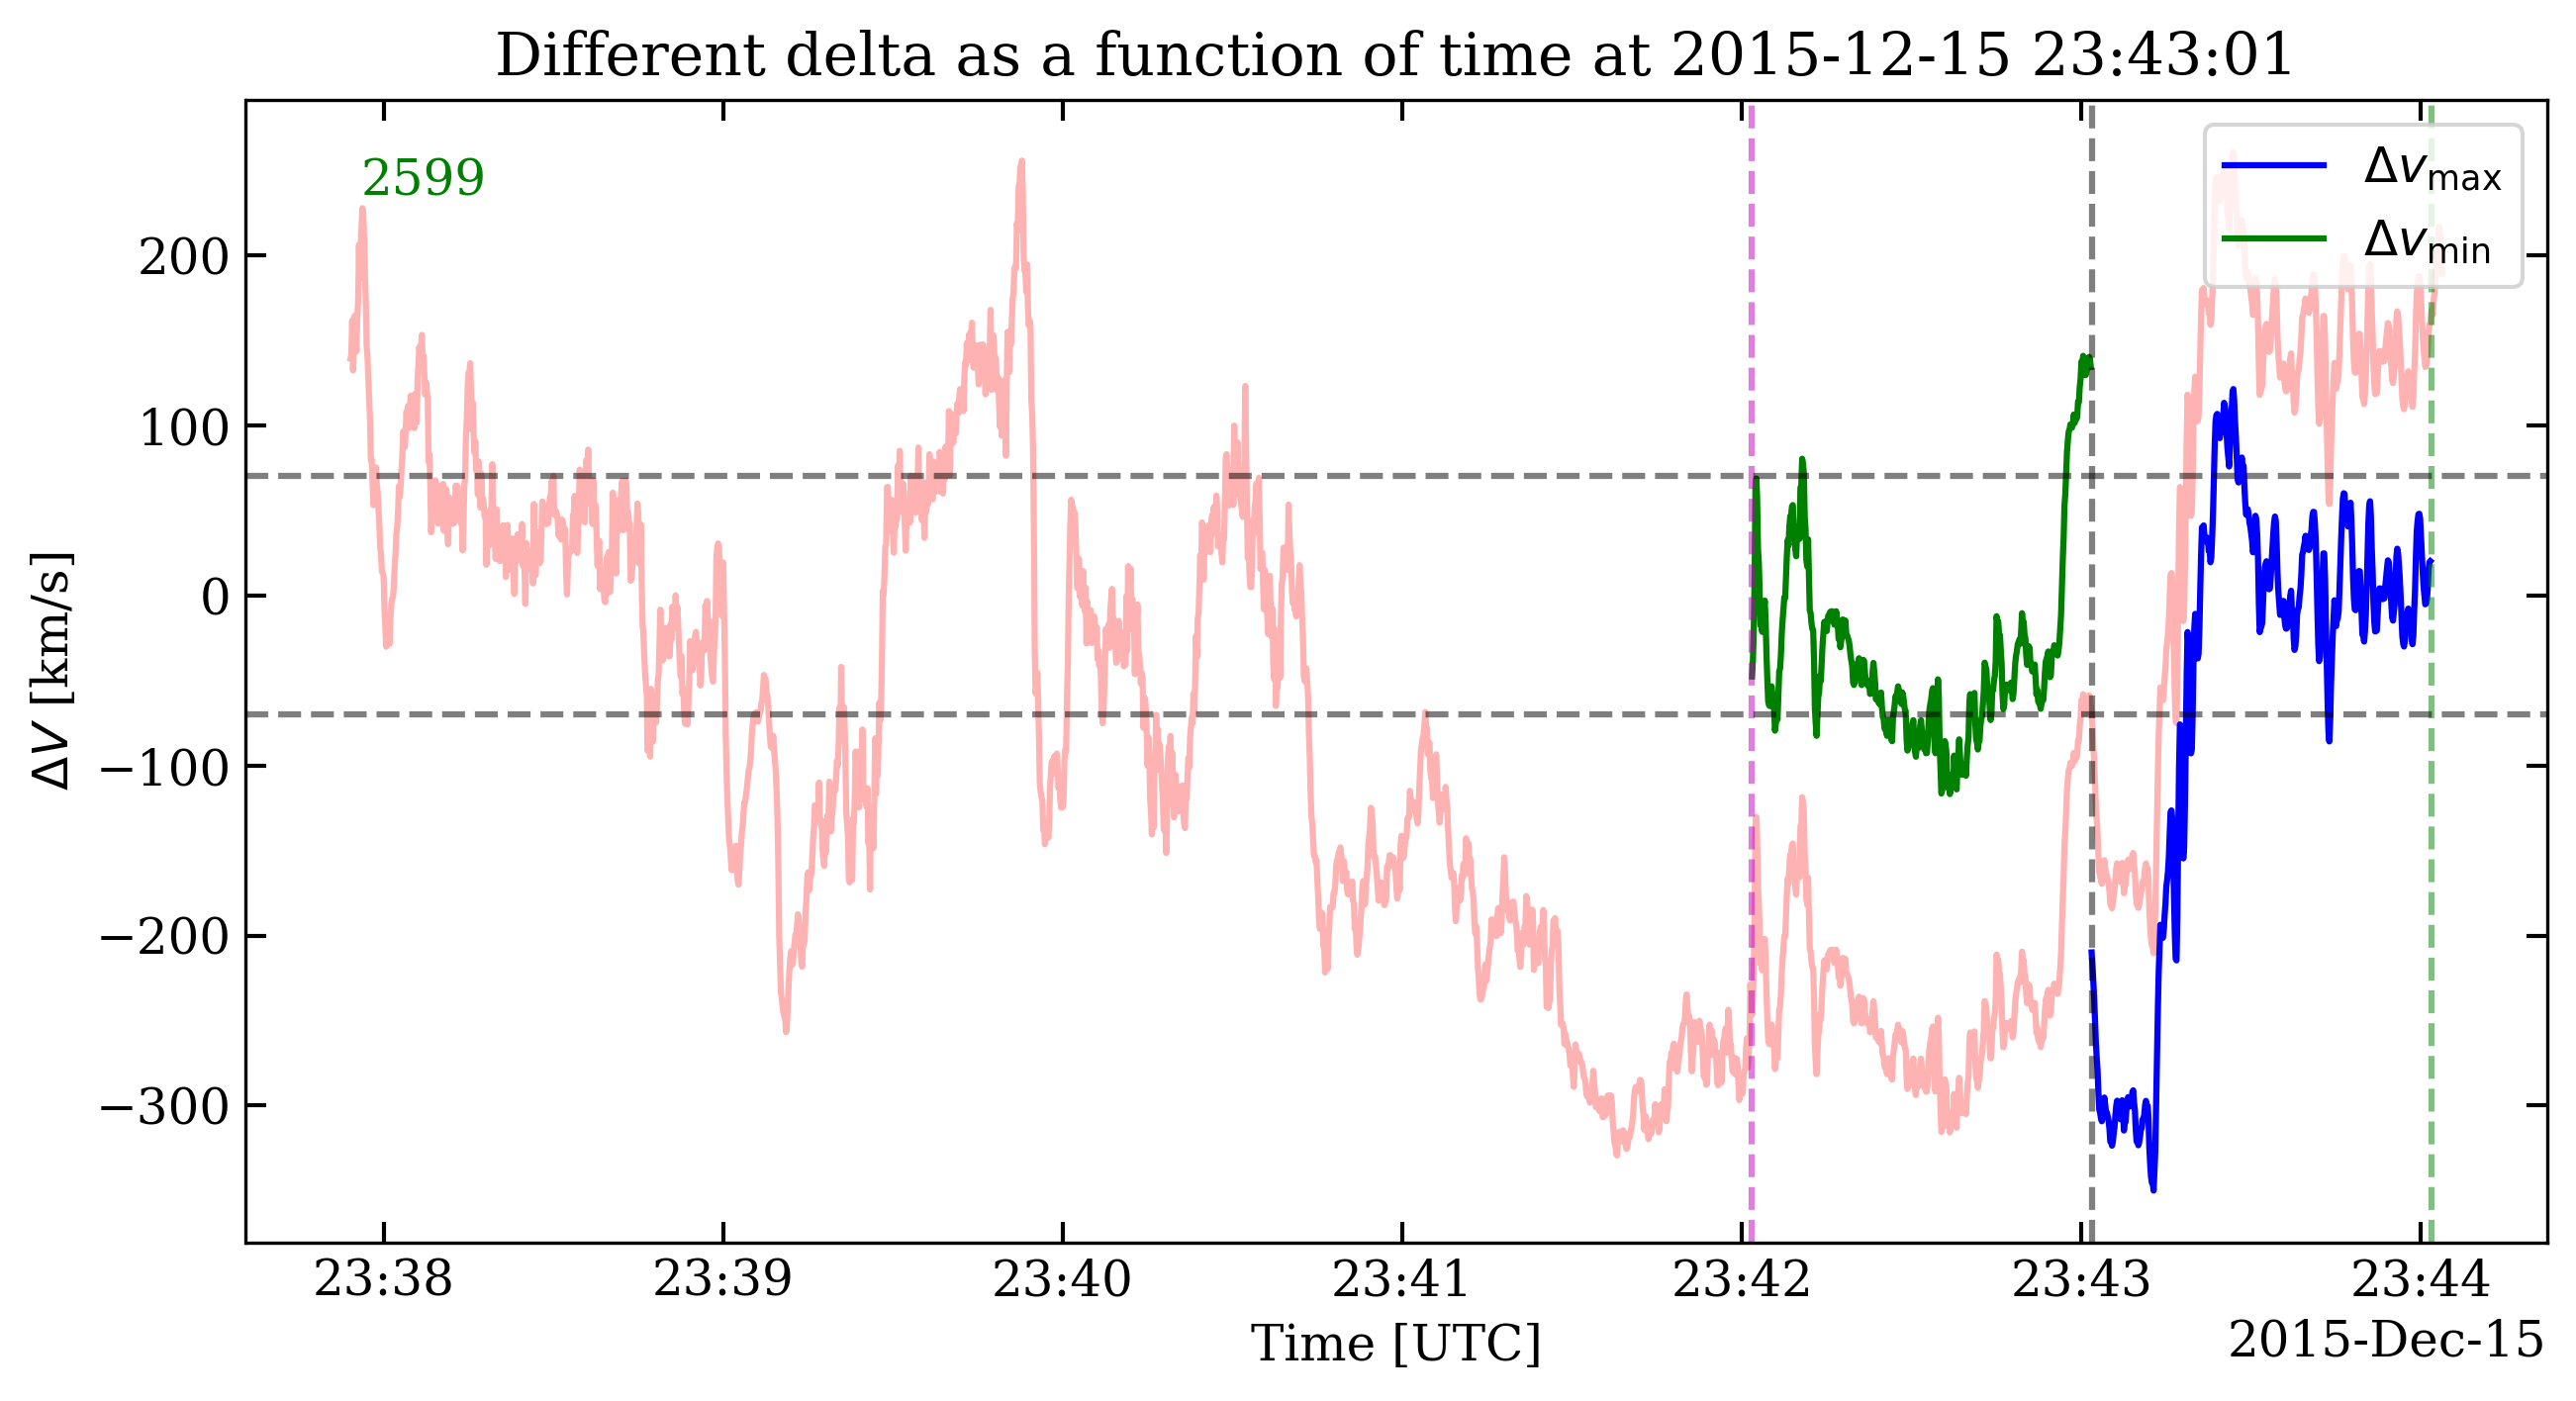 Different delta as a function of time at 2015-12-15 23:43:01
2599
Δv_max
Δv_min
200
100
0
−100
−200
−300
ΔV [km/s]
23:38 23:39 23:40 23:41 23:42 23:43 23:44
Time [UTC]
2015-Dec-15